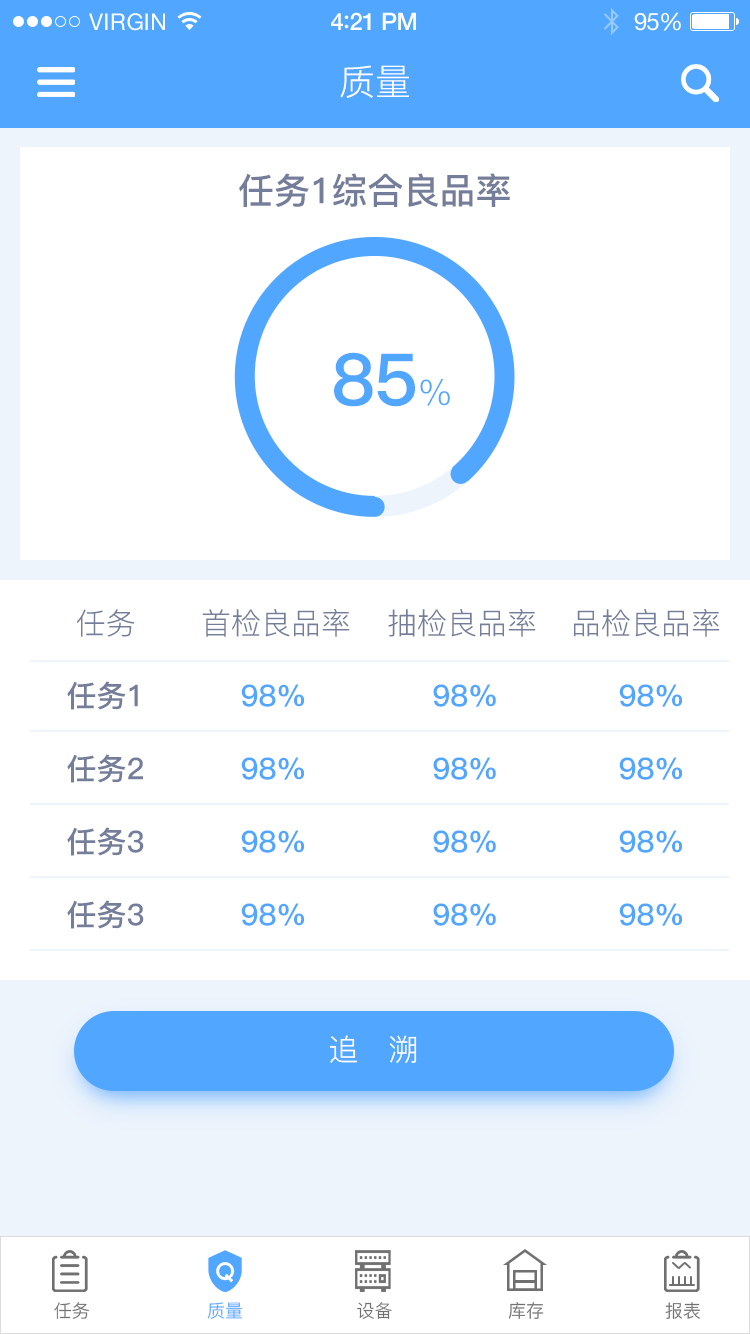 VIRGIN 4:21 PM 95%
质量
任务1综合良品率
85%
任务 首检良品率 抽检良品率 品检良品率
任务1 98% 98% 98%
任务2 98% 98% 98%
任务3 98% 98% 98%
任务3 98% 98% 98%
追 溯
Q
任务 质量 设备 库存 报表